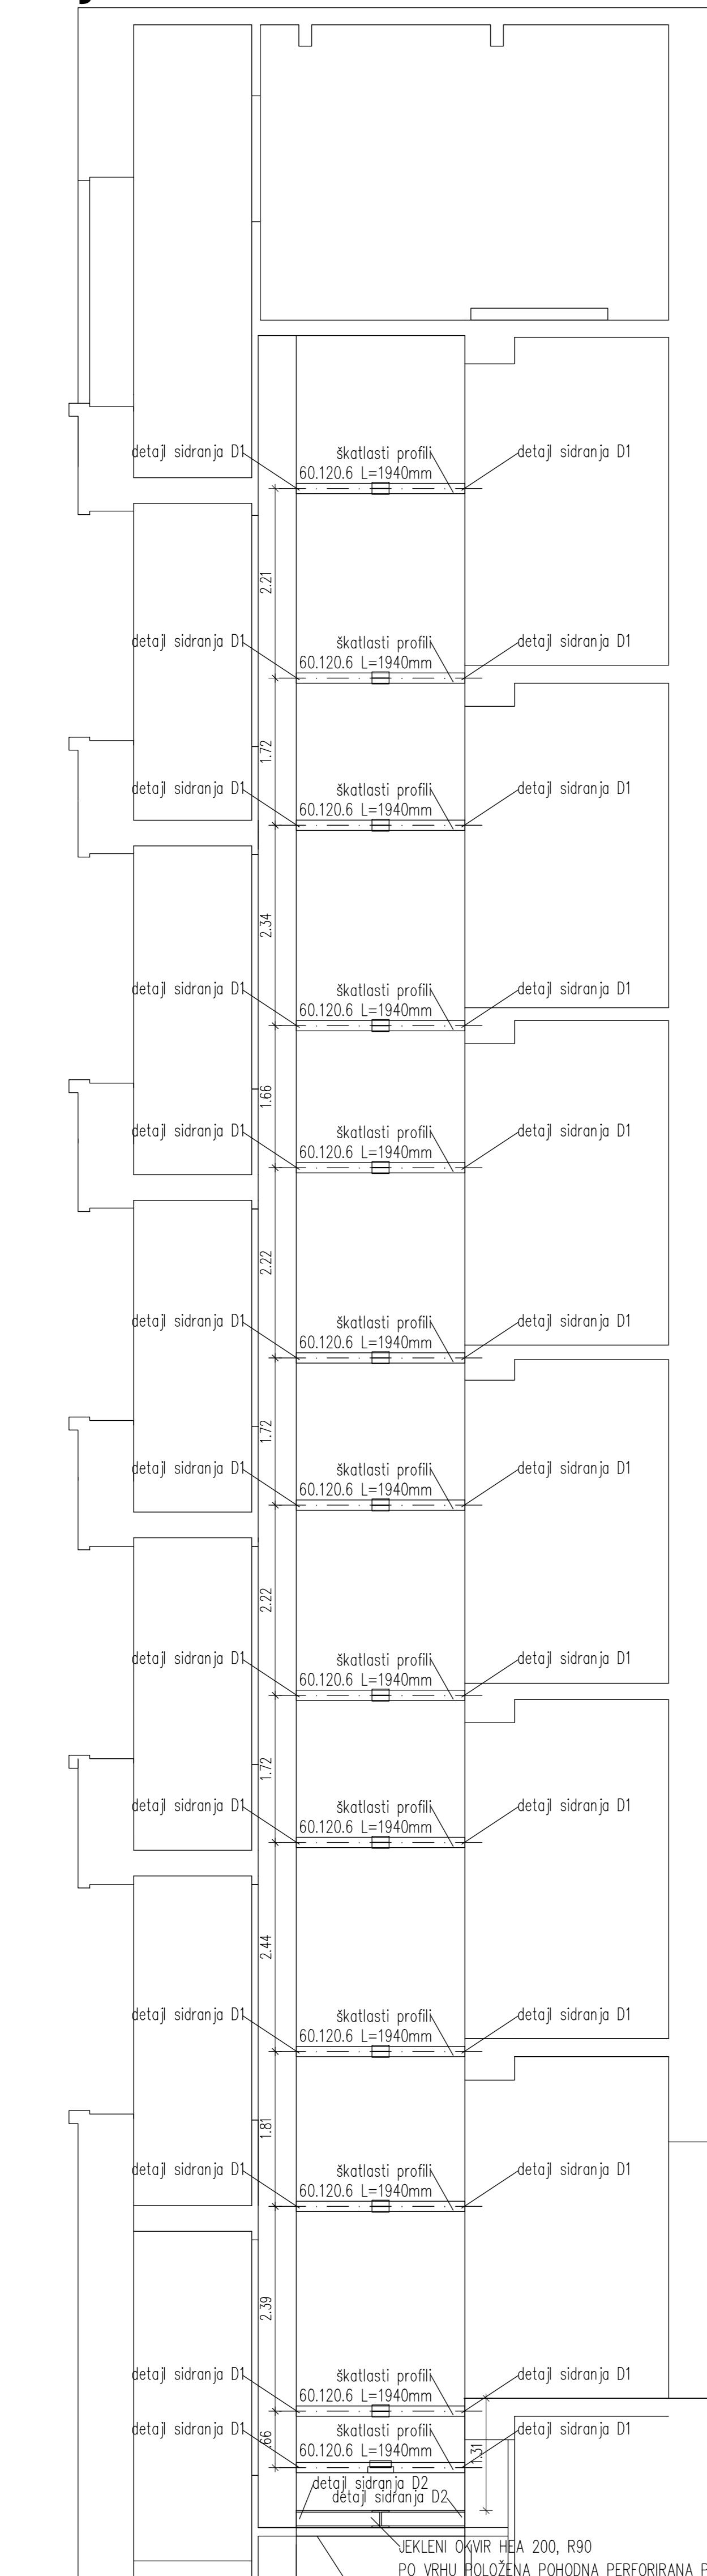 detajl sidranja D1
škatlasti profili
detajl sidranja D1
60.120.6 L=1940mm
2.21
detajl sidranja D1
škatlasti profili
detajl sidranja D1
60.120.6 L=1940mm
1.72
detajl sidranja D1
škatlasti profili
detajl sidranja D1
60.120.6 L=1940mm
2.34
detajl sidranja D1
škatlasti profili
detajl sidranja D1
60.120.6 L=1940mm
1.66
detajl sidranja D1
škatlasti profili
detajl sidranja D1
60.120.6 L=1940mm
2.22
detajl sidranja D1
škatlasti profili
detajl sidranja D1
60.120.6 L=1940mm
1.72
detajl sidranja D1
škatlasti profili
detajl sidranja D1
60.120.6 L=1940mm
2.22
detajl sidranja D1
škatlasti profili
detajl sidranja D1
60.120.6 L=1940mm
1.72
detajl sidranja D1
škatlasti profili
detajl sidranja D1
60.120.6 L=1940mm
2.44
detajl sidranja D1
škatlasti profili
detajl sidranja D1
60.120.6 L=1940mm
1.81
detajl sidranja D1
škatlasti profili
detajl sidranja D1
60.120.6 L=1940mm
2.39
detajl sidranja D1
škatlasti profili
detajl sidranja D1
60.120.6 L=1940mm
.66
detajl sidranja D1
škatlasti profili
detajl sidranja D1
60.120.6 L=1940mm
1.31
detajl sidranja D2
detajl sidranja D2
JEKLENI OKVIR HEA 200, R90
PO VRHU POLOŽENA POHODNA PERFORIRANA P